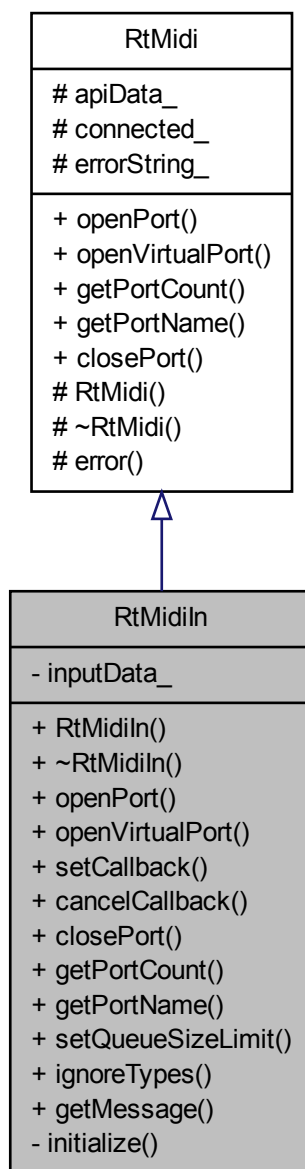 RtMidi
# apiData_
# connected_
# errorString_
+ openPort()
+ openVirtualPort()
+ getPortCount()
+ getPortName()
+ closePort()
# RtMidi()
# ~RtMidi()
# error()
RtMidiIn
- inputData_
+ RtMidiIn()
+ ~RtMidiIn()
+ openPort()
+ openVirtualPort()
+ setCallback()
+ cancelCallback()
+ closePort()
+ getPortCount()
+ getPortName()
+ setQueueSizeLimit()
+ ignoreTypes()
+ getMessage()
- initialize()